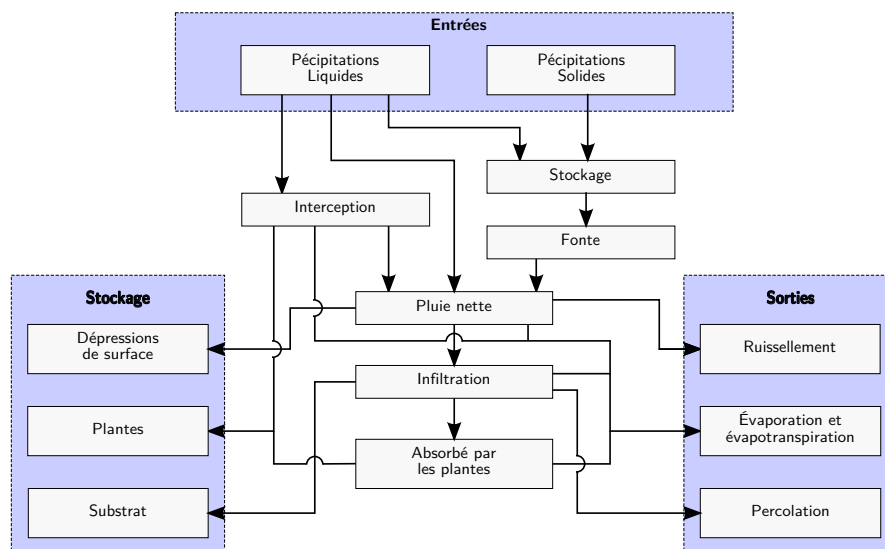 Entrées
Pécipitations
Liquides
Pécipitations
Solides
Stockage
Interception
Fonte
Stockage
Pluie nette
Sorties
Dépressions
de surface
Ruissellement
Infiltration
Plantes
Évaporation et
évapotranspiration
Absorbé par
les plantes
Substrat
Percolation